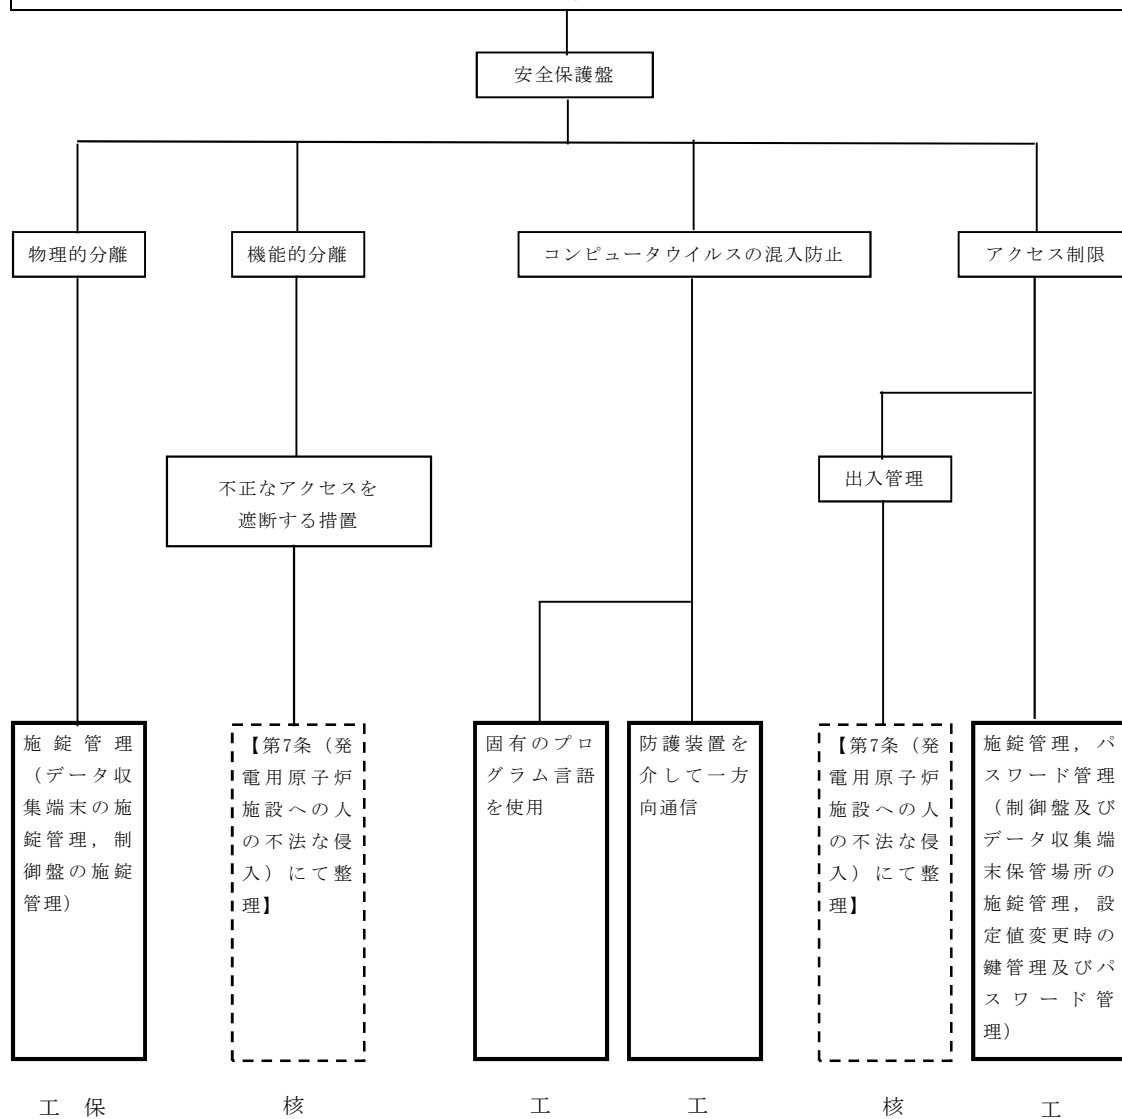 安全保護盤
物理的分離
機能的分離
コンピュータウイルスの混入防止
アクセス制限
不正なアクセスを
遮断する措置
出入管理
施錠管理
（データ収
集端末の施
錠管理，制
御盤の施錠
管理）
【第7条（発
電用原子炉
施設への人
の不法な侵
入）にて整
理】
固有のプロ
グラム言語
を使用
防護装置を
介して一方
向通信
【第7条（発
電用原子炉
施設への人
の不法な侵
入）にて整
理】
施錠管理，パ
スワード管理
（制御盤及び
データ収集端
末保管場所の
施錠管理，設
定値変更時の
鍵管理及びパ
スワード管
理）
工 保
核
工
工
核
工